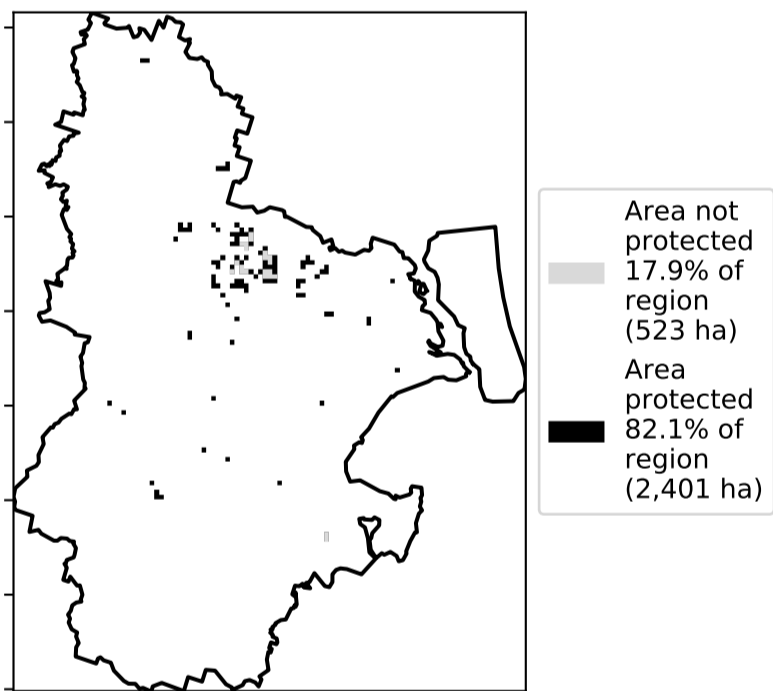 Area not
protected
17.9% of
region
(523 ha)
Area
protected
82.1% of
region
(2,401 ha)